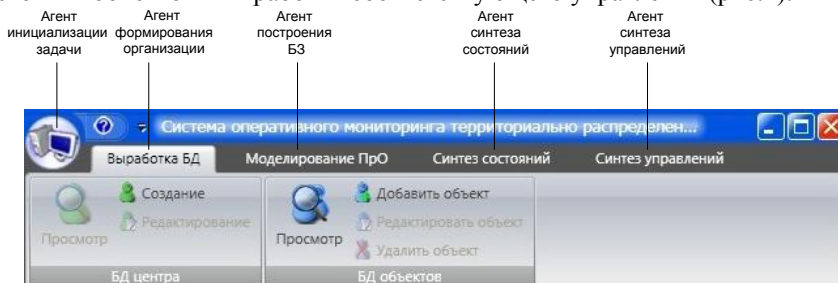 Агент инициализации задачи
Агент формирования организации
Агент построения БЗ
Агент синтеза состояний
Агент синтеза управлений
Система оперативного мониторинга территориально распределен...
Выработка БД Моделирование ПрО Синтез состояний Синтез управлений
Просмотр
Создание
Редактирование
БД центра
Просмотр
Добавить объект
Редактировать объект
Удалить объект
БД объектов